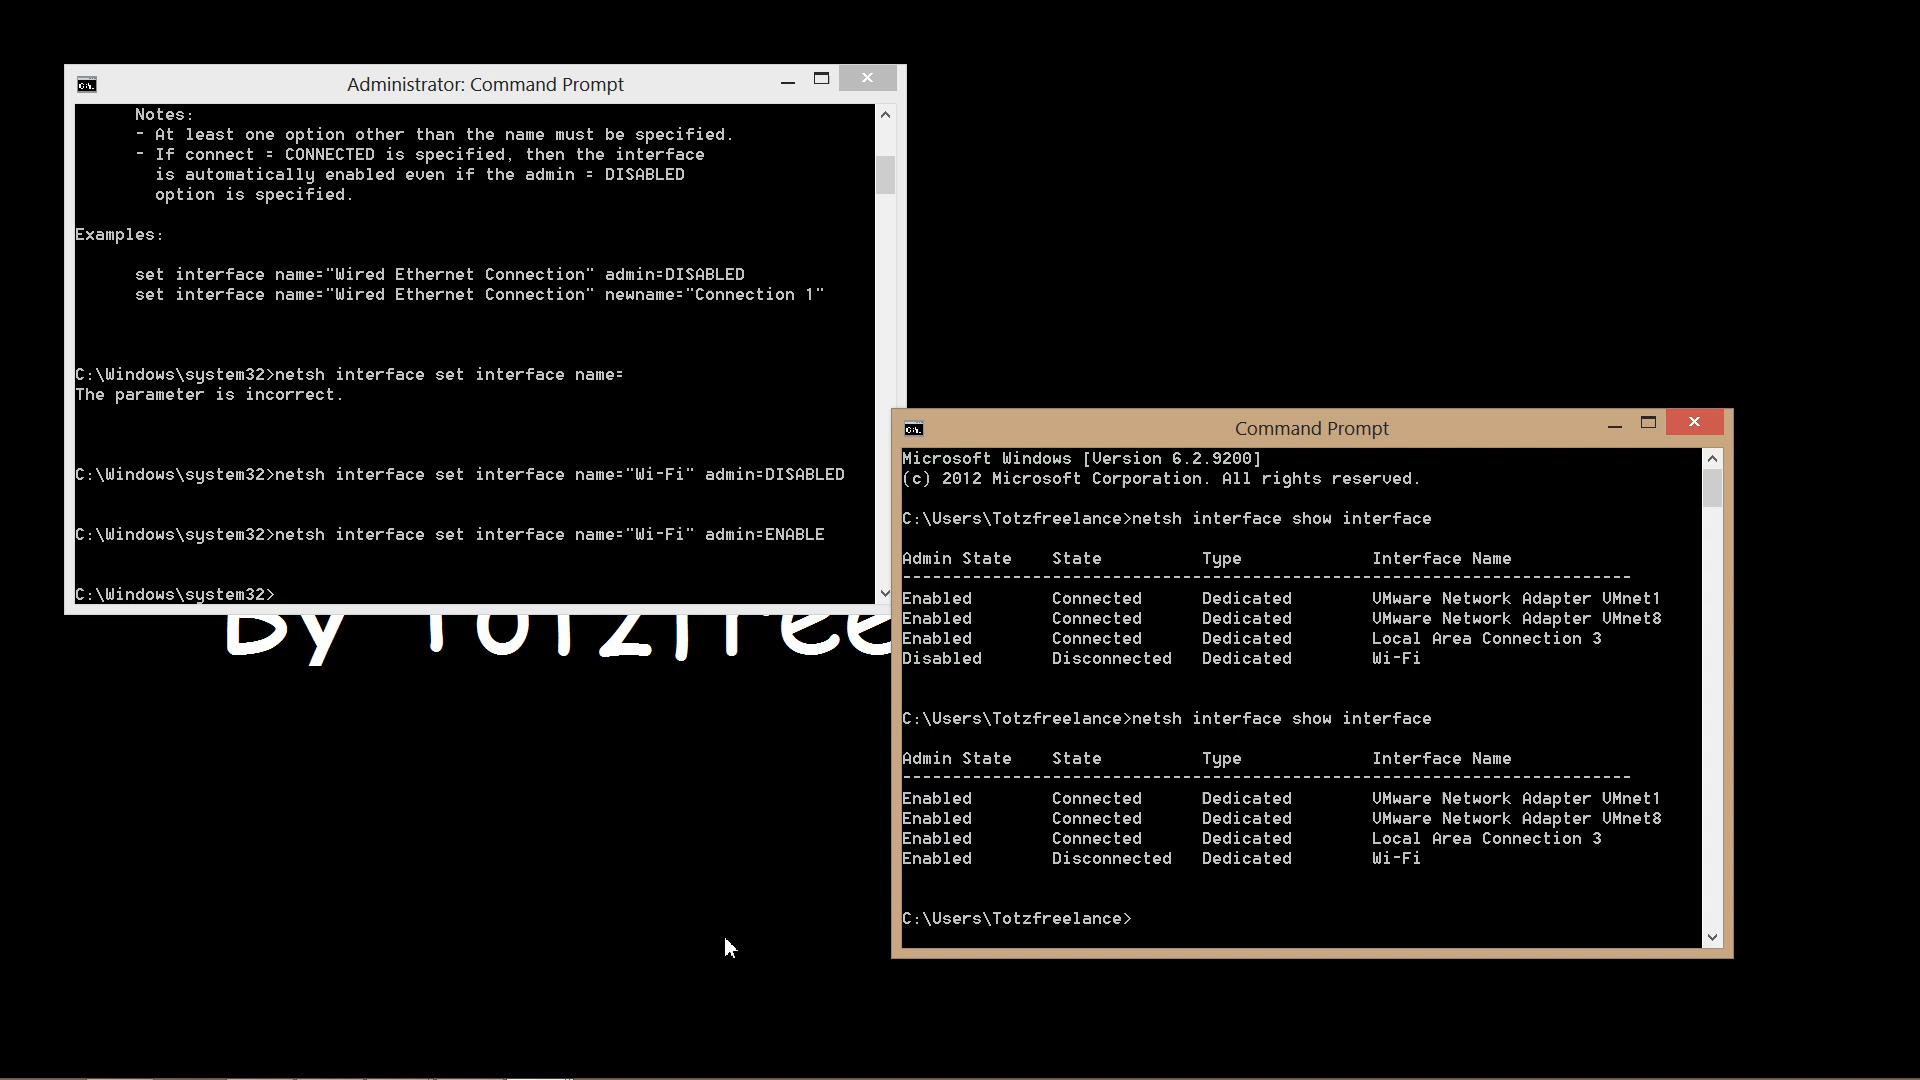 Administrator: Command Prompt
Notes:
- At least one option other than the name must be specified.
- If connect = CONNECTED is specified, then the interface
is automatically enabled even if the admin = DISABLED
option is specified.
Examples:
set interface name="Wired Ethernet Connection" admin=DISABLED
set interface name="Wired Ethernet Connection" newname="Connection 1"
C:\Windows\system32>netsh interface set interface name=
The parameter is incorrect.
C:\Windows\system32>netsh interface set interface name="Wi-Fi" admin=DISABLED
C:\Windows\system32>netsh interface set interface name="Wi-Fi" admin=ENABLE
C:\Windows\system32>
By Totzfree
Command Prompt
Microsoft Windows [Version 6.2.9200]
(c) 2012 Microsoft Corporation. All rights reserved.
C:\Users\Totzfreelance>netsh interface show interface
Admin State    State          Type             Interface Name
-------------------------------------------------------------------------
Enabled        Connected      Dedicated        VMware Network Adapter VMnet1
Enabled        Connected      Dedicated        VMware Network Adapter VMnet8
Enabled        Connected      Dedicated        Local Area Connection 3
Disabled       Disconnected   Dedicated        Wi-Fi
C:\Users\Totzfreelance>netsh interface show interface
Admin State    State          Type             Interface Name
-------------------------------------------------------------------------
Enabled        Connected      Dedicated        VMware Network Adapter VMnet1
Enabled        Connected      Dedicated        VMware Network Adapter VMnet8
Enabled        Connected      Dedicated        Local Area Connection 3
Enabled        Disconnected   Dedicated        Wi-Fi
C:\Users\Totzfreelance>